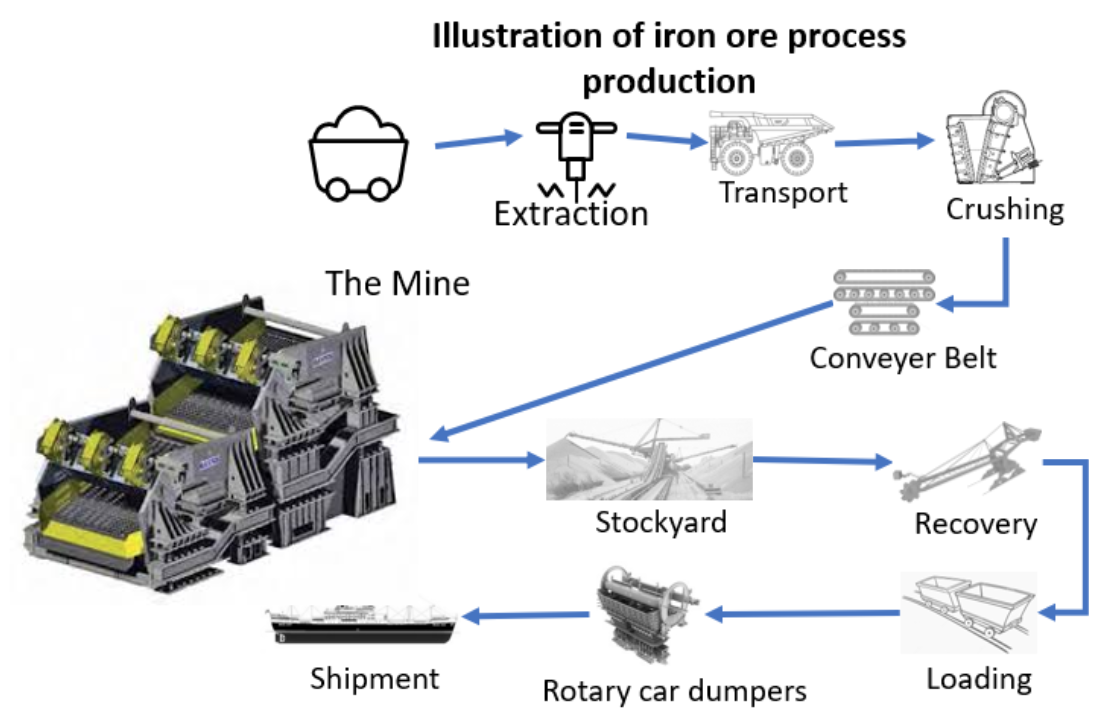 Illustration of iron ore process
production
Extraction
Transport
Crushing
The Mine
Conveyer Belt
Stockyard
Recovery
Shipment
Rotary car dumpers
Loading